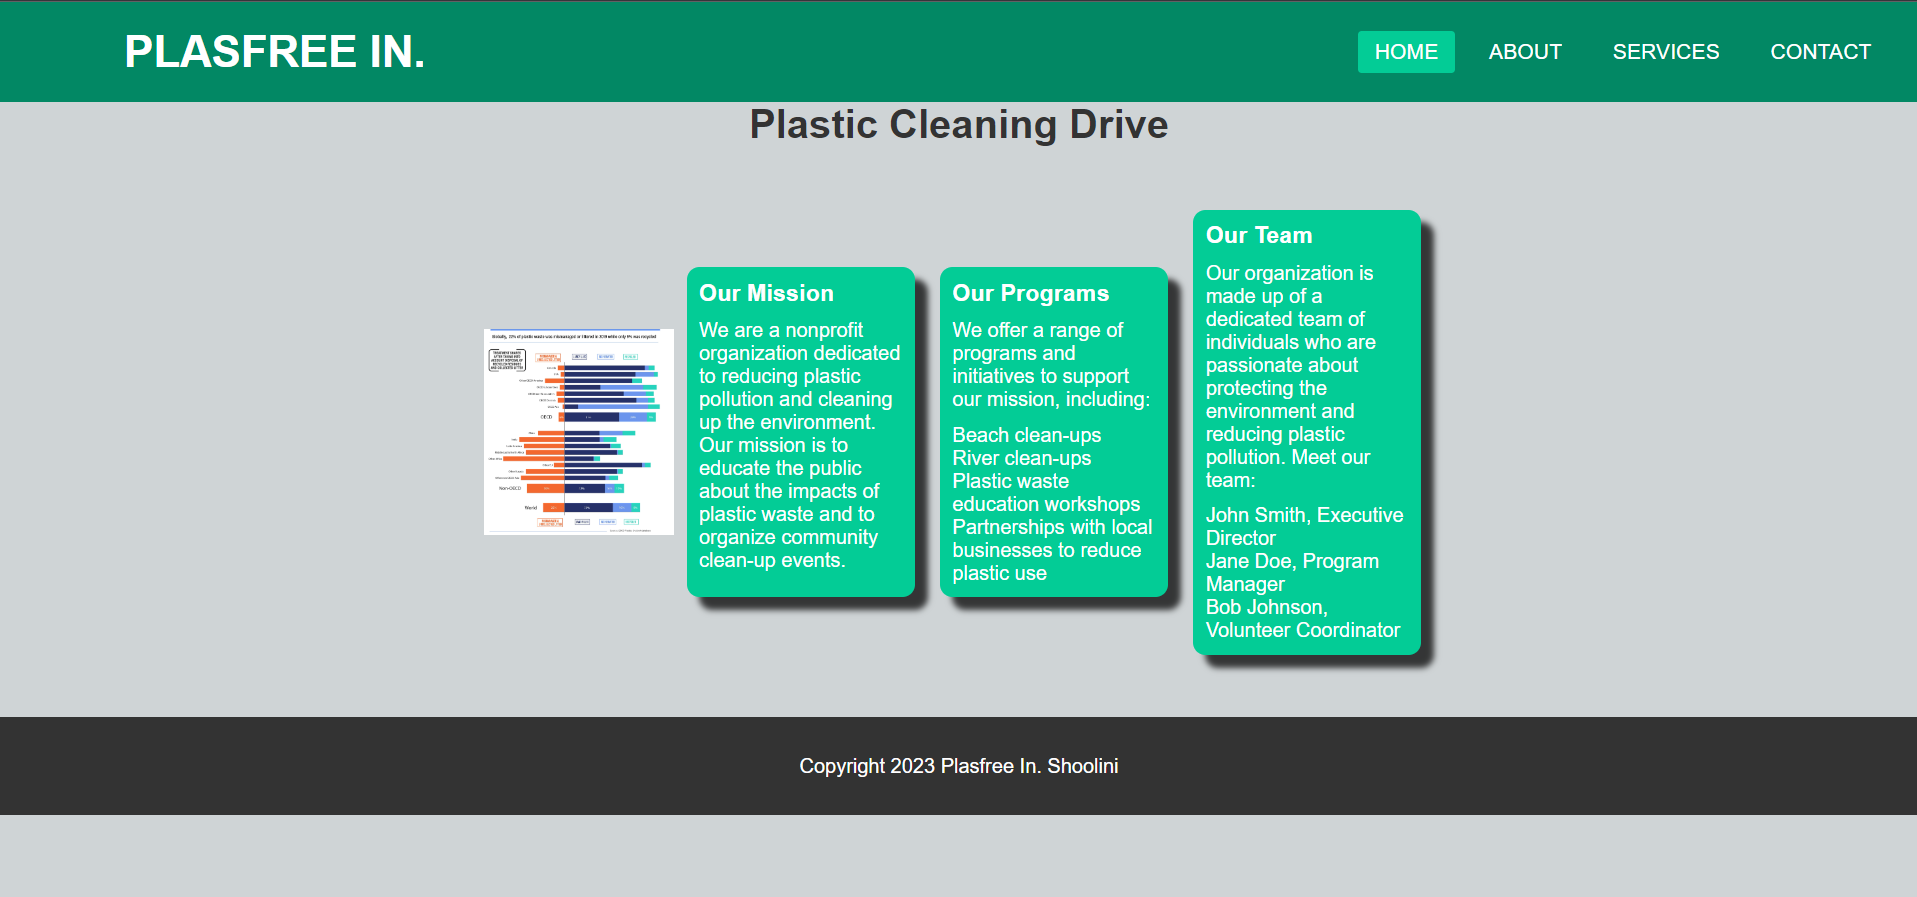 PLASFREE IN.
HOME
ABOUT
SERVICES
CONTACT
Plastic Cleaning Drive
OECD
Non-OECD
World
Our Mission
We are a nonprofit
organization dedicated
to reducing plastic
pollution and cleaning
up the environment.
Our mission is to
educate the public
about the impacts of
plastic waste and to
organize community
clean-up events.
Our Programs
We offer a range of
programs and
initiatives to support
our mission, including:
Beach clean-ups
River clean-ups
Plastic waste
education workshops
Partnerships with local
businesses to reduce
plastic use
Our Team
Our organization is
made up of a
dedicated team of
individuals who are
passionate about
protecting the
environment and
reducing plastic
pollution. Meet our
team:
John Smith, Executive
Director
Jane Doe, Program
Manager
Bob Johnson,
Volunteer Coordinator
Copyright 2023 Plasfree In. Shoolini